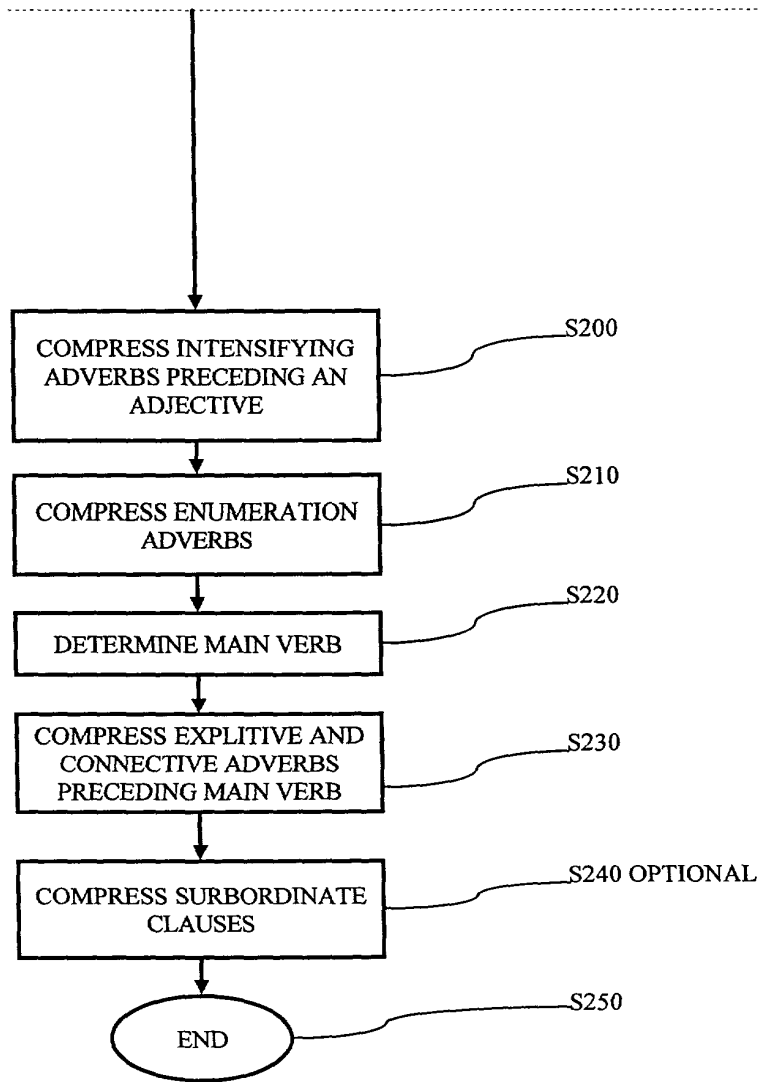 COMPRESS INTENSIFYING
ADVERBS PRECEDING AN
ADJECTIVE
S200
COMPRESS ENUMERATION
ADVERBS
S210
DETERMINE MAIN VERB
S220
COMPRESS EXPLITIVE AND
CONNECTIVE ADVERBS
PRECEDING MAIN VERB
S230
COMPRESS SURBORDINATE
CLAUSES
S240 OPTIONAL
END
S250